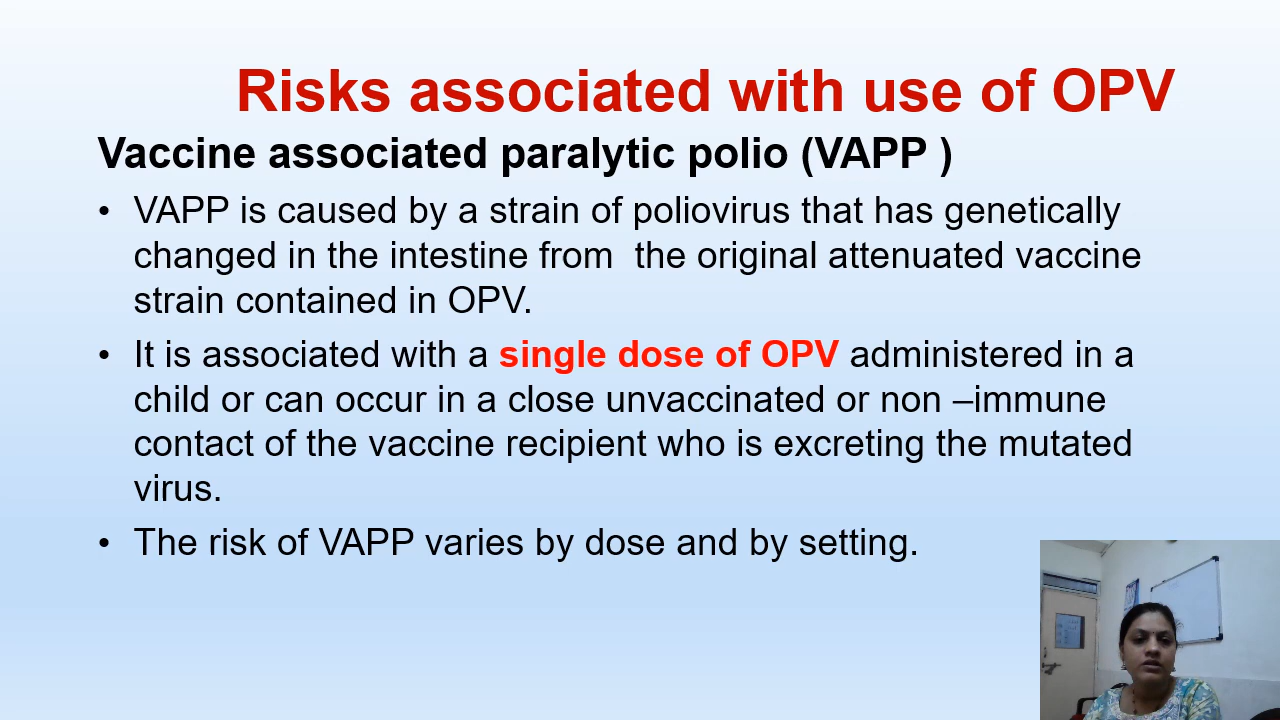 Risks associated with use of OPV
Vaccine associated paralytic polio (VAPP )
• VAPP is caused by a strain of poliovirus that has genetically
changed in the intestine from  the original attenuated vaccine
strain contained in OPV.
• It is associated with a single dose of OPV administered in a
child or can occur in a close unvaccinated or non –immune
contact of the vaccine recipient who is excreting the mutated
virus.
• The risk of VAPP varies by dose and by setting.